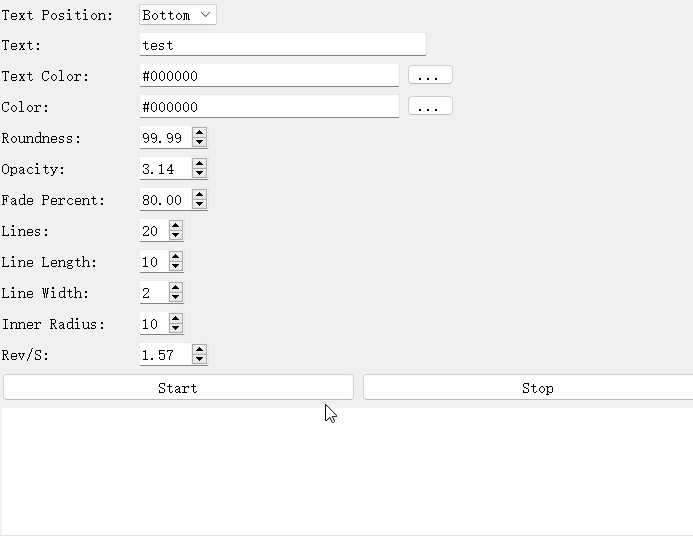 Text Position: Bottom
Text: test
Text Color: #000000 ...
Color: #000000 ...
Roundness: 99.99
Opacity: 3.14
Fade Percent: 80.00
Lines: 20
Line Length: 10
Line Width: 2
Inner Radius: 10
Rev/S: 1.57
Start Stop